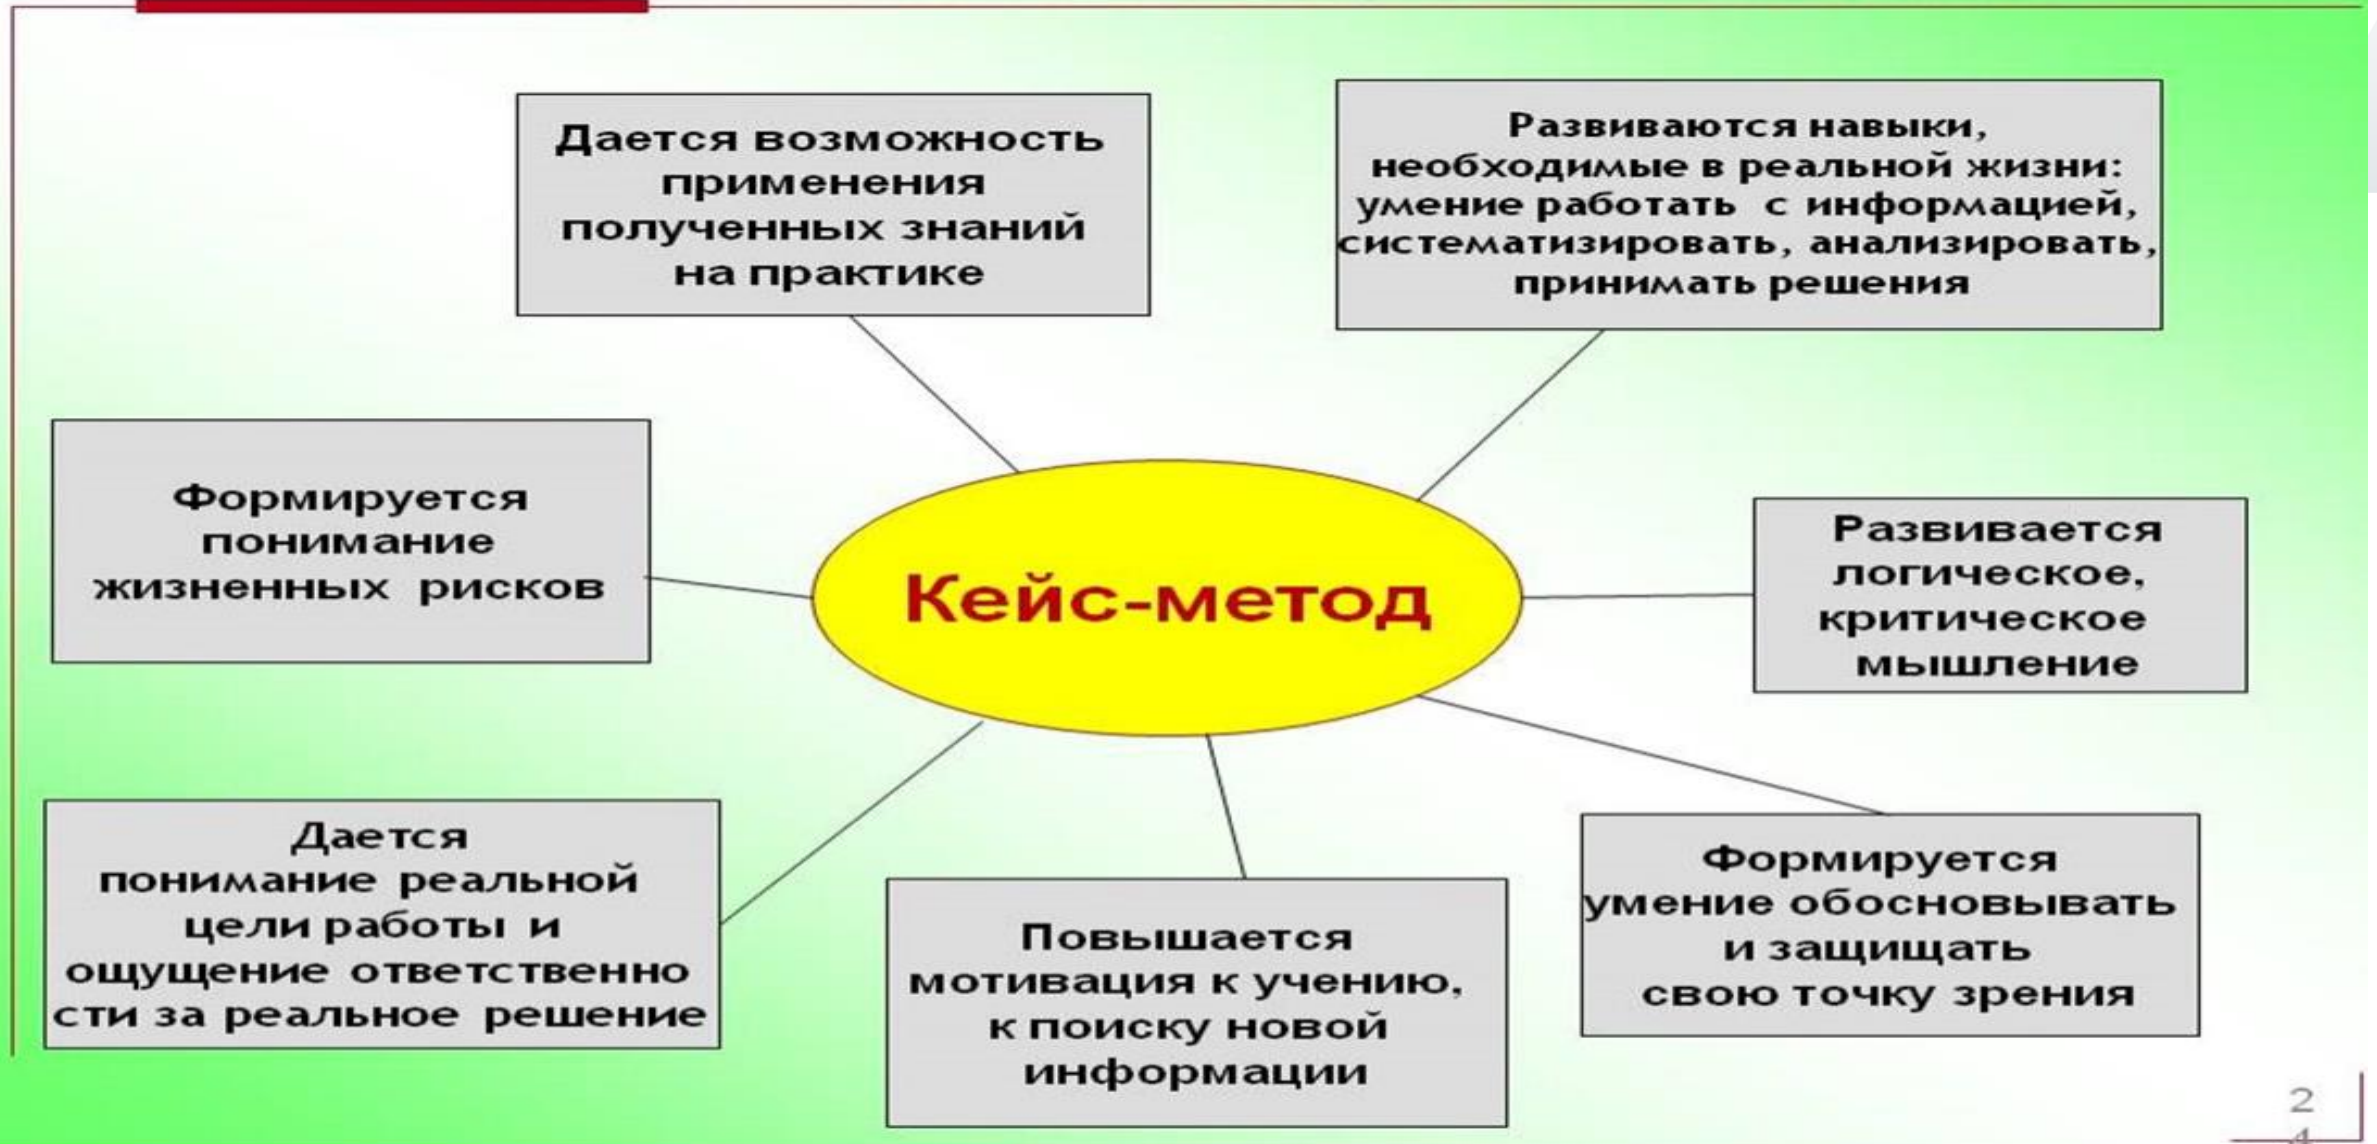 Дается возможность
применения
полученных знаний
на практике
Развиваются навыки,
необходимые в реальной жизни:
умение работать с информацией,
систематизировать, анализировать,
принимать решения
Формируется
понимание
жизненных рисков
Кейс-метод
Развивается
логическое,
критическое
мышление
Дается
понимание реальной
цели работы и
ощущение ответственно
сти за реальное решение
Повышается
мотивация к учению,
к поиску новой
информации
Формируется
умение обосновывать
и защищать
свою точку зрения
2
4